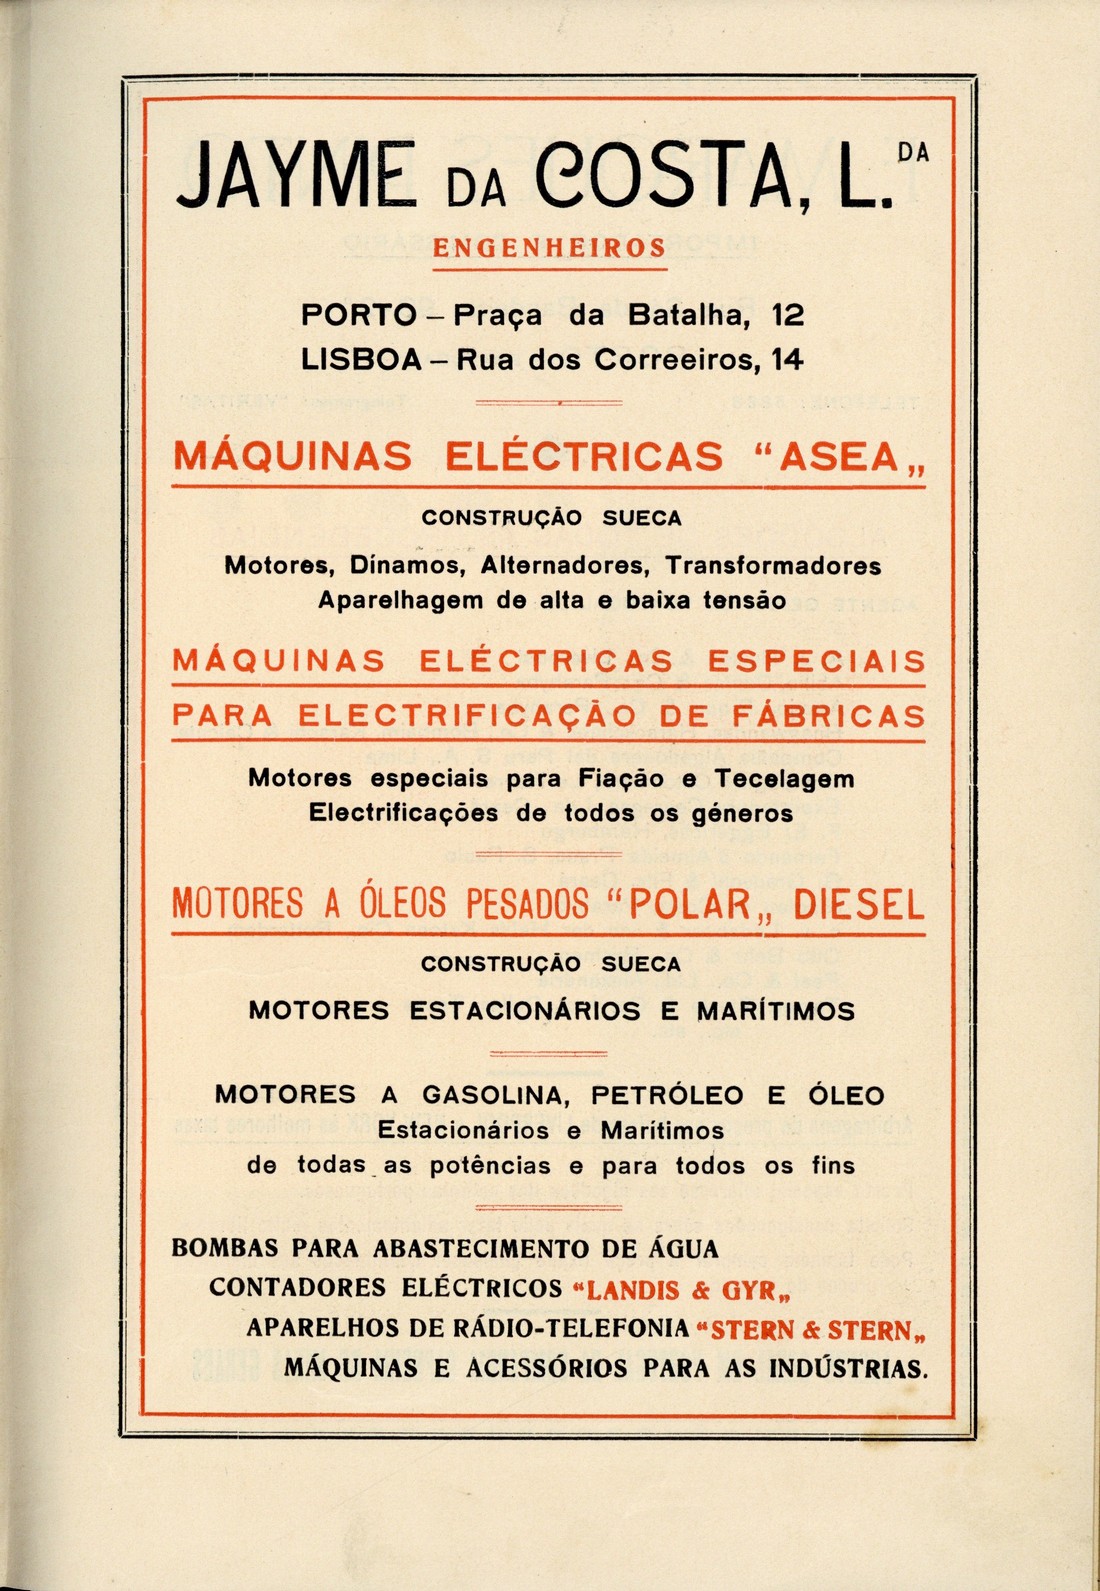 JAYME DA COSTA, L.DA
ENGENHEIROS
PORTO – Praça da Batalha, 12
LISBOA – Rua dos Correeiros, 14
MÁQUINAS ELÉCTRICAS “ASEA„
CONSTRUÇÃO SUECA
Motores, Dínamos, Alternadores, Transformadores
Aparelhagem de alta e baixa tensão
MÁQUINAS ELÉCTRICAS ESPECIAIS
PARA ELECTRIFICAÇÃO DE FÁBRICAS
Motores especiais para Fiação e Tecelagem
Electrificações de todos os géneros
MOTORES A ÓLEOS PESADOS “POLAR„ DIESEL
CONSTRUÇÃO SUECA
MOTORES ESTACIONÁRIOS E MARÍTIMOS
MOTORES A GASOLINA, PETRÓLEO E ÓLEO
Estacionários e Marítimos
de todas as potências e para todos os fins
BOMBAS PARA ABASTECIMENTO DE ÁGUA
CONTADORES ELÉCTRICOS “LANDIS & GYR„
APARELHOS DE RÁDIO-TELEFONIA “STERN & STERN„
MÁQUINAS E ACESSÓRIOS PARA AS INDÚSTRIAS.